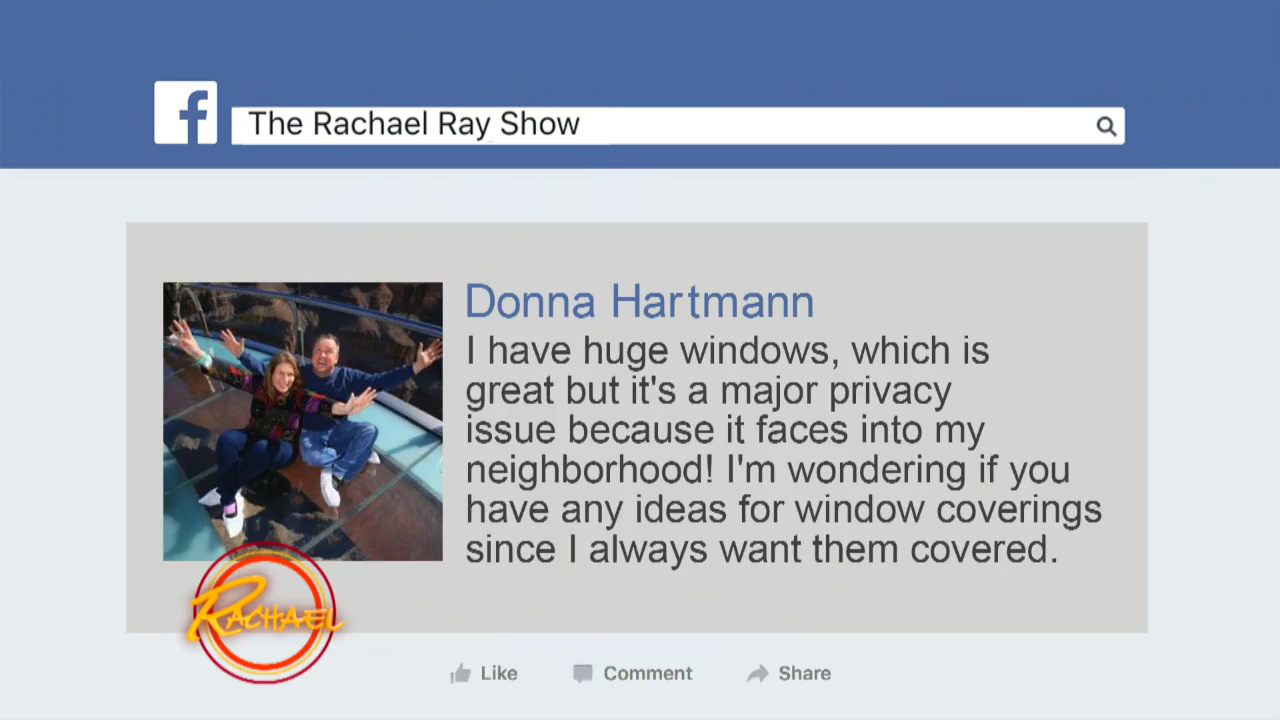 f
The Rachael Ray Show
Donna Hartmann
I have huge windows, which is
great but it's a major privacy
issue because it faces into my
neighborhood! I'm wondering if you
have any ideas for window coverings
since I always want them covered.
RACHAEL
Like Comment Share